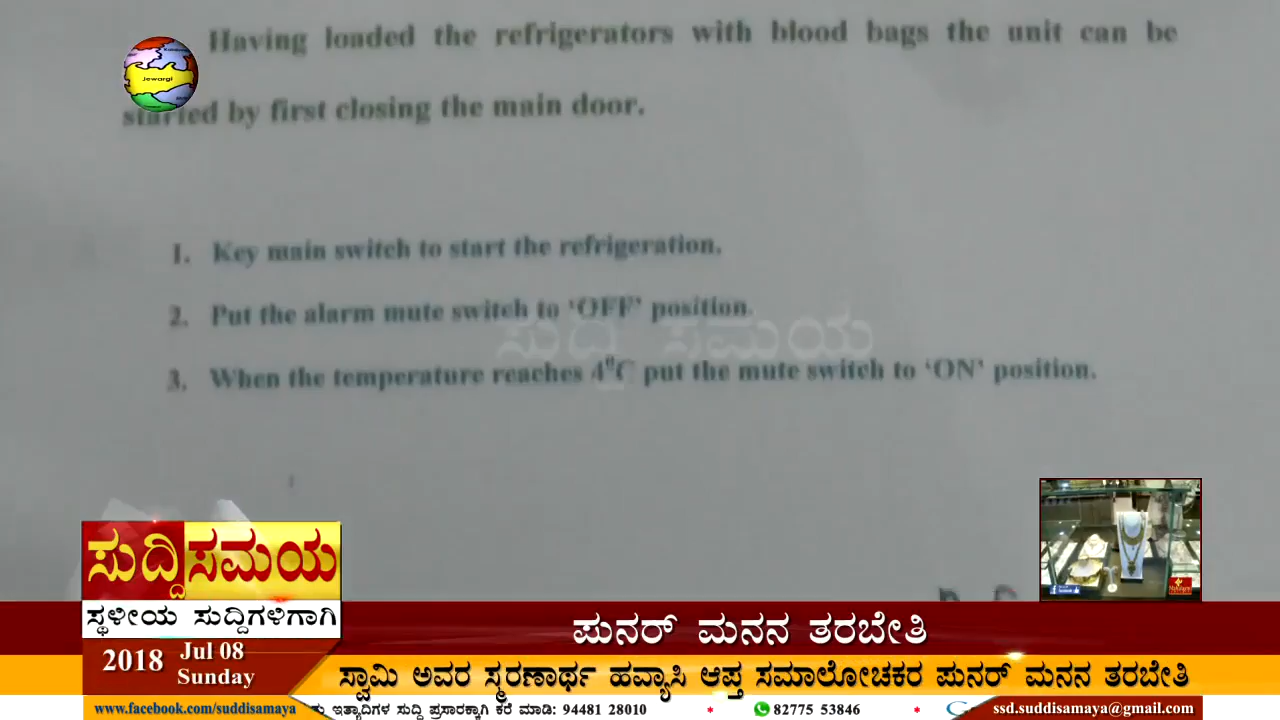 Having loaded the refrigerators with blood bags the unit can be
Jewargi
started by first closing the main door.
1. Key main switch to start the refrigeration.
2. Put the alarm mute switch to ‘OFF’ position.
ಸುದ್ದಿ ಸಮಯ
3. When the temperature reaches 4⁰C put the mute switch to ‘ON’ position.
ಸುದ್ದಿಸಮಯ
ಸ್ಥಳೀಯ ಸುದ್ದಿಗಳಿಗಾಗಿ
ಪುನರ್ ಮನನ ತರಬೇತಿ
2018 Jul 08
Sunday
ಸ್ವಾಮಿ ಅವರ ಸ್ಮರಣಾರ್ಥ ಹವ್ಯಾಸಿ ಆಪ್ತ ಸಮಾಲೋಚಕರ ಪುನರ್ ಮನನ ತರಬೇತಿ
www.facebook.com/suddisamaya ಇತ್ಯಾದಿಗಳ ಸುದ್ದಿ ಪ್ರಸಾರಕ್ಕಾಗಿ ಕರೆ ಮಾಡಿ: 94481 28010 * 82775 53846 * ssd.suddisamaya@gmail.com